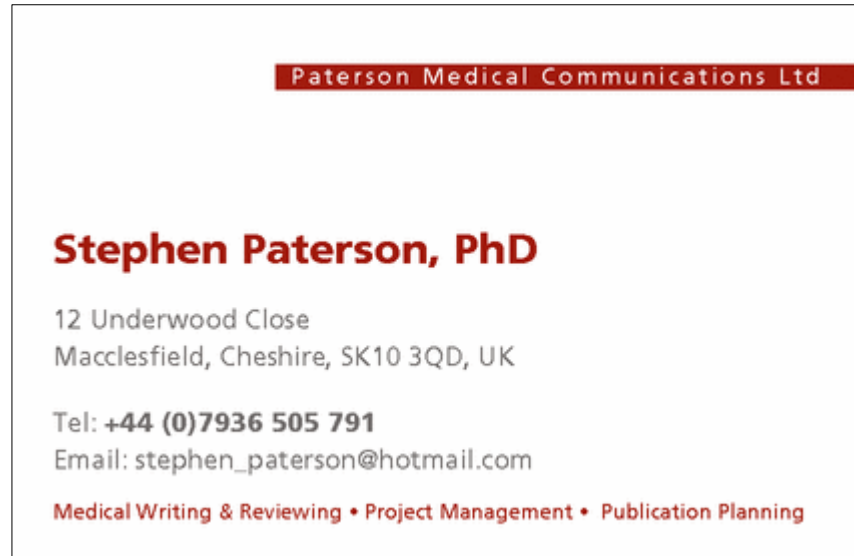 Paterson Medical Communications Ltd
Stephen Paterson, PhD
12 Underwood Close
Macclesfield, Cheshire, SK10 3QD, UK
Tel: +44 (0)7936 505 791
Email: stephen_paterson@hotmail.com
Medical Writing & Reviewing • Project Management • Publication Planning